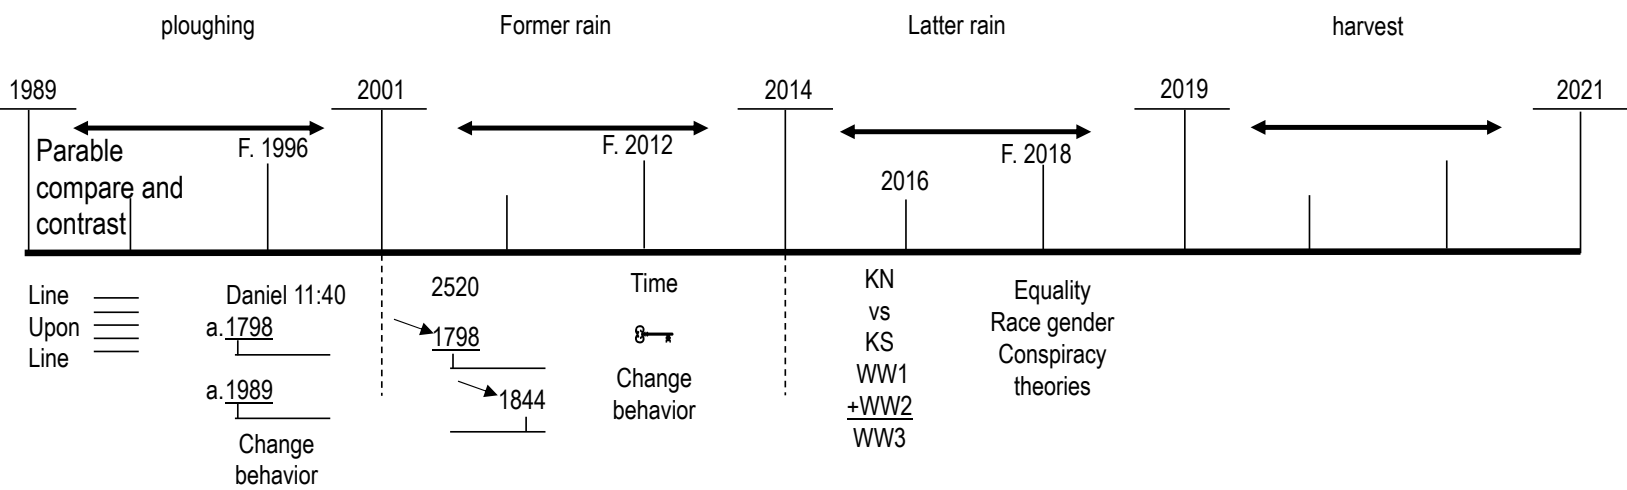 ploughing
Former rain
Latter rain
harvest
1989
2001
2014
2019
2021
Parable
compare and
contrast
F. 1996
F. 2012
2016
F. 2018
Line
Upon
Line
Daniel 11:40
a.1798
a.1989
Change
behavior
2520
1798
1844
Time
Change
behavior
KN
vs
KS
WW1
+WW2
WW3
Equality
Race gender
Conspiracy
theories